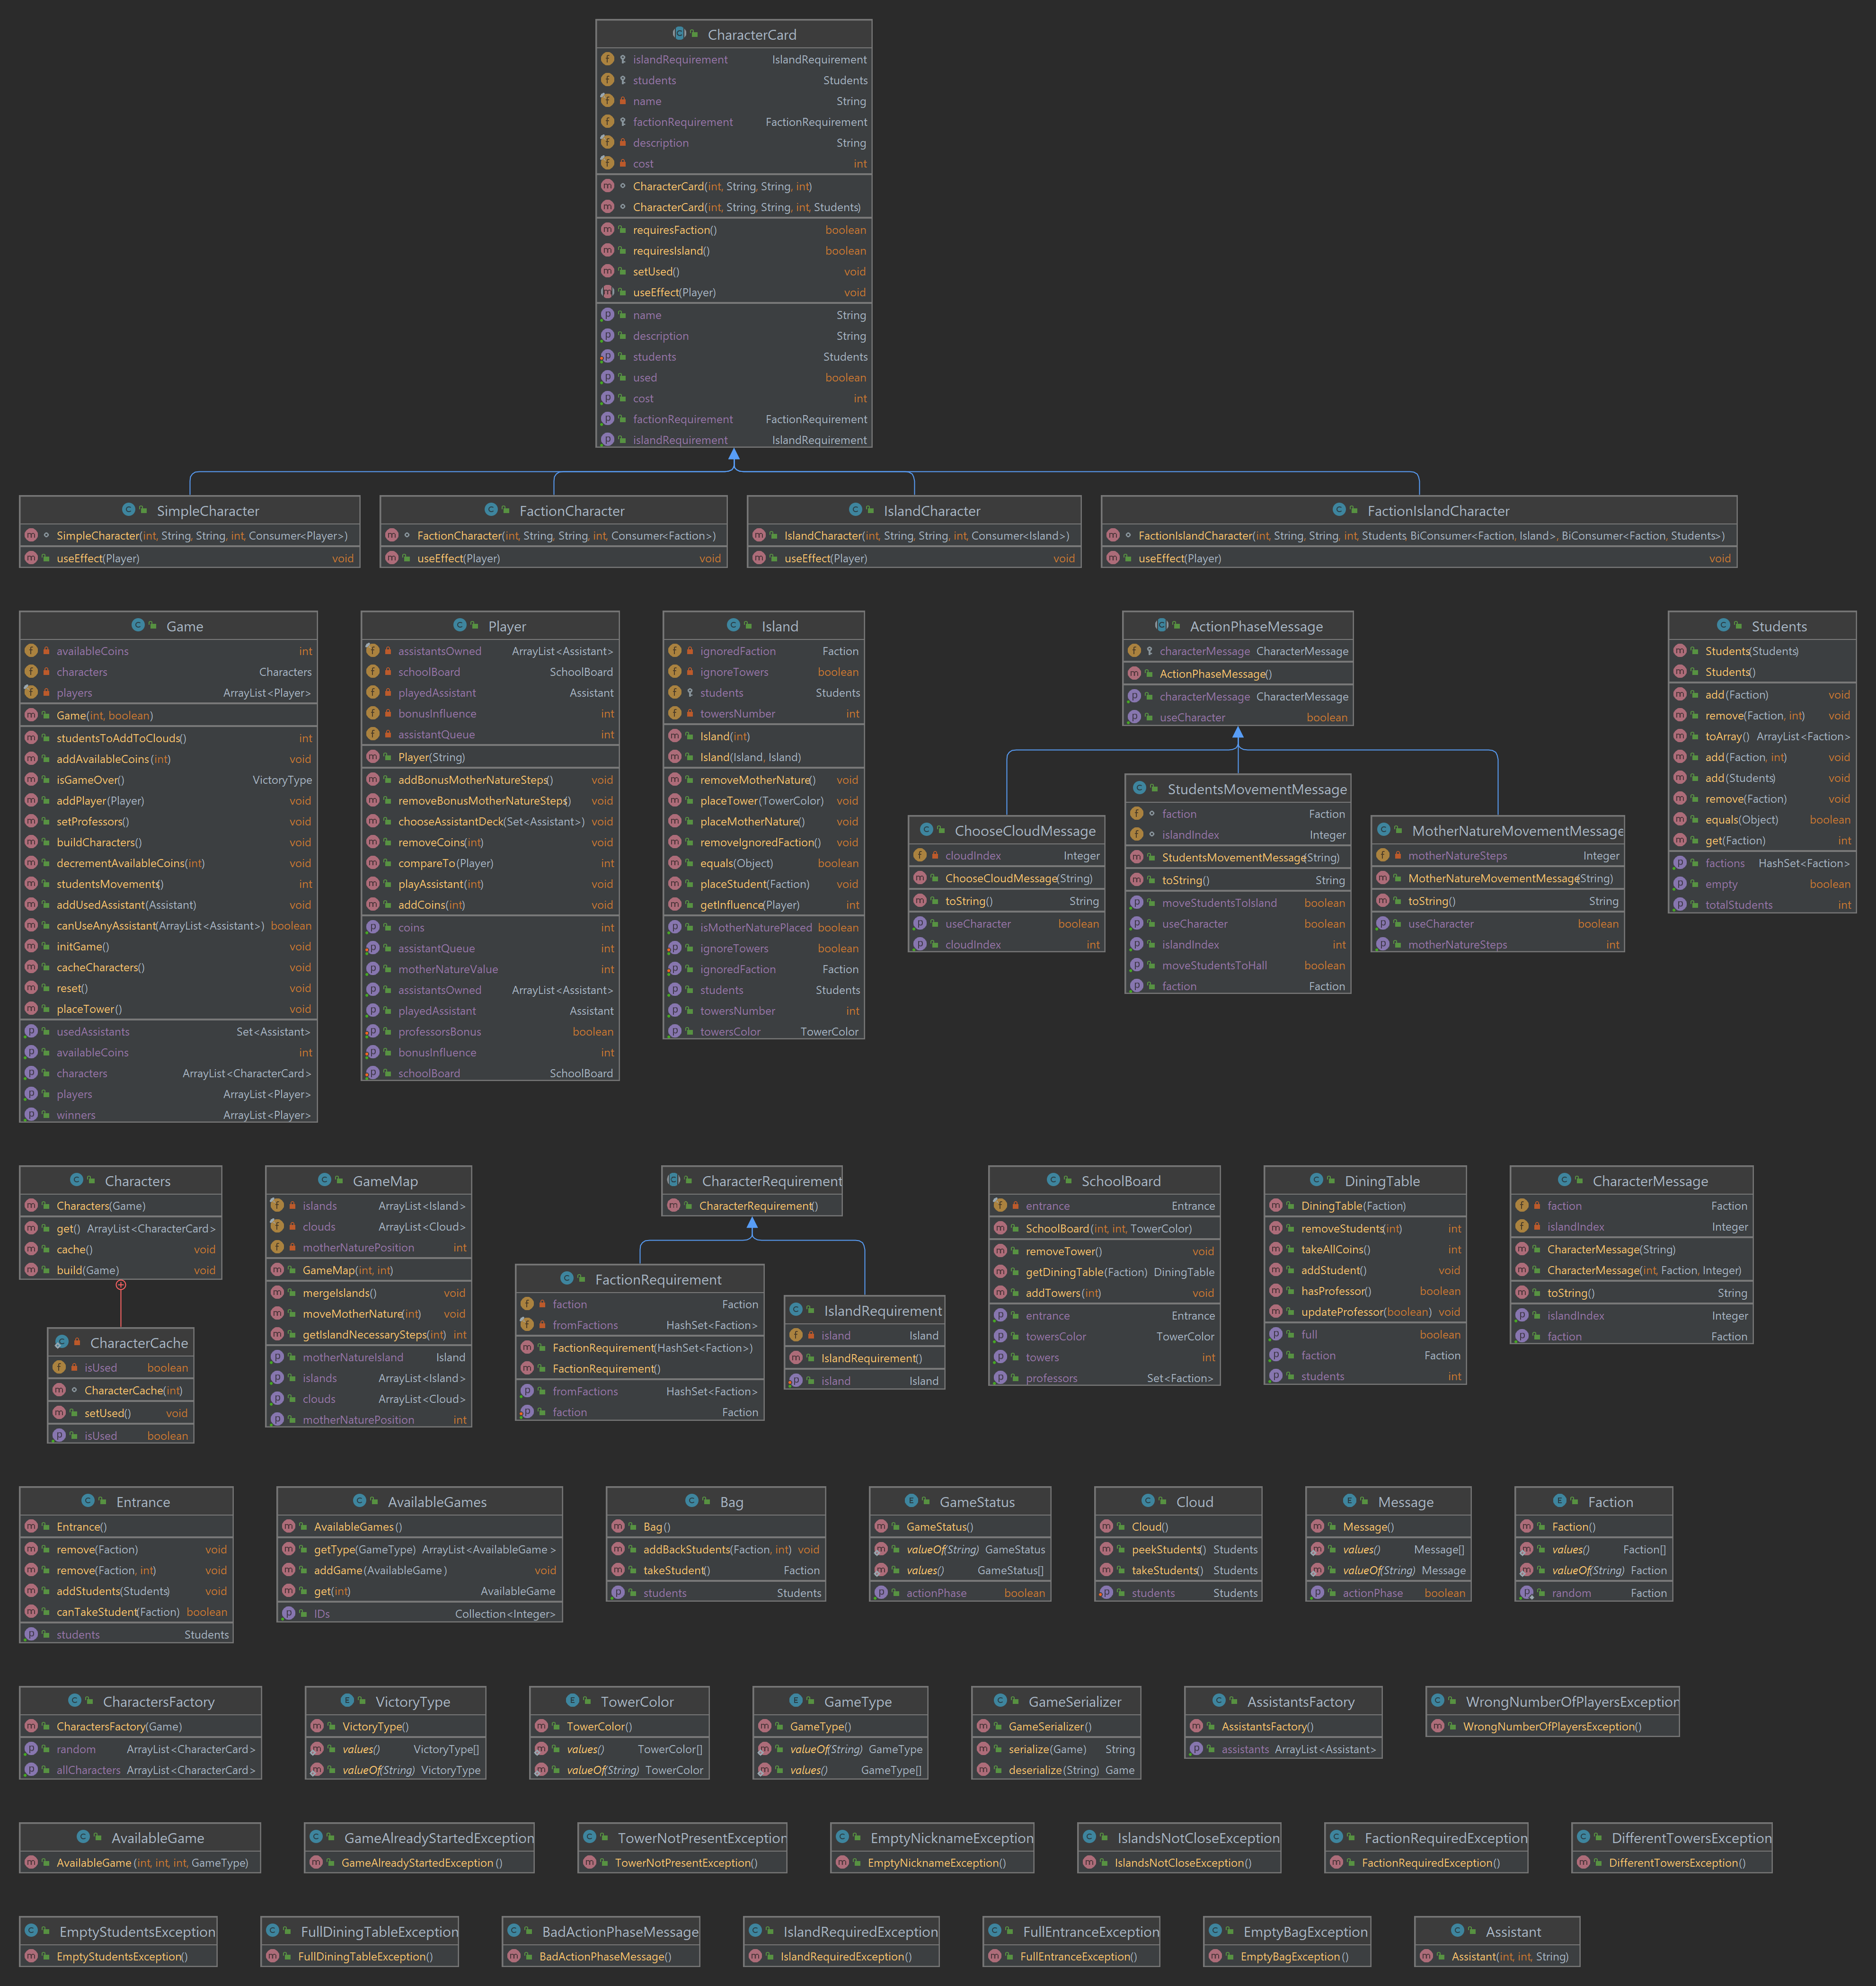 CharacterCard
islandRequirement IslandRequirement
students Students
name String
factionRequirement FactionRequirement
description String
cost int
CharacterCard(int, String, String, int)
CharacterCard(int, String, String, int, Students)
requiresFaction() boolean
requiresIsland() boolean
setUsed() void
useEffect(Player) void
name String
description String
students Students
used boolean
cost int
factionRequirement FactionRequirement
islandRequirement IslandRequirement
SimpleCharacter
SimpleCharacter(int, String, String, int, Consumer<Player>)
useEffect(Player) void
FactionCharacter
FactionCharacter(int, String, String, int, Consumer<Faction>)
useEffect(Player) void
IslandCharacter
IslandCharacter(int, String, String, int, Consumer<Island>)
useEffect(Player) void
FactionIslandCharacter
FactionIslandCharacter(int, String, String, int, Students, BiConsumer<Faction, Island>, BiConsumer<Faction, Students>)
useEffect(Player) void
Game
availableCoins int
characters Characters
players ArrayList<Player>
Game(int, boolean)
studentsToAddToClouds() int
addAvailableCoins(int) void
isGameOver() VictoryType
addPlayer(Player) void
setProfessors() void
buildCharacters() void
decrementAvailableCoins(int) void
studentsMovements() int
addUsedAssistant(Assistant) void
canUseAnyAssistant(ArrayList<Assistant>) boolean
initGame() void
cacheCharacters() void
reset() void
placeTower() void
usedAssistants Set<Assistant>
availableCoins int
characters ArrayList<CharacterCard>
players ArrayList<Player>
winners ArrayList<Player>
Player
assistantsOwned ArrayList<Assistant>
schoolBoard SchoolBoard
playedAssistant Assistant
bonusInfluence int
assistantQueue int
Player(String)
addBonusMotherNatureSteps() void
removeBonusMotherNatureSteps() void
chooseAssistantDeck(Set<Assistant>) void
removeCoins(int) void
compareTo(Player) int
playAssistant(int) void
addCoins(int) void
coins int
assistantQueue int
motherNatureValue int
assistantsOwned ArrayList<Assistant>
playedAssistant Assistant
professorsBonus boolean
bonusInfluence int
schoolBoard SchoolBoard
Island
ignoredFaction Faction
ignoreTowers boolean
students Students
towersNumber int
Island(int)
Island(Island, Island)
removeMotherNature() void
placeTower(TowerColor) void
placeMotherNature() void
removeIgnoredFaction() void
equals(Object) boolean
placeStudent(Faction) void
getInfluence(Player) int
isMotherNaturePlaced boolean
ignoreTowers boolean
ignoredFaction Faction
students Students
towersNumber int
towersColor TowerColor
ActionPhaseMessage
characterMessage CharacterMessage
ActionPhaseMessage()
characterMessage CharacterMessage
useCharacter boolean
ChooseCloudMessage
cloudIndex Integer
ChooseCloudMessage(String)
toString() String
useCharacter boolean
cloudIndex int
StudentsMovementMessage
faction Faction
islandIndex Integer
StudentsMovementMessage(String)
toString() String
moveStudentsToIsland boolean
useCharacter boolean
islandIndex int
moveStudentsToHall boolean
faction Faction
MotherNatureMovementMessage
motherNatureSteps Integer
MotherNatureMovementMessage(String)
toString() String
useCharacter boolean
motherNatureSteps int
Students
Students(Students)
Students()
add(Faction) void
remove(Faction, int) void
toArray() ArrayList<Faction>
add(Faction, int) void
add(Students) void
remove(Faction) void
equals(Object) boolean
get(Faction) int
factions HashSet<Faction>
empty boolean
totalStudents int
Characters
Characters(Game)
get() ArrayList<CharacterCard>
cache() void
build(Game) void
CharacterCache
isUsed boolean
CharacterCache(int)
setUsed() void
isUsed boolean
GameMap
islands ArrayList<Island>
clouds ArrayList<Cloud>
motherNaturePosition int
GameMap(int, int)
mergeIslands() void
moveMotherNature(int) void
getIslandNecessarySteps(int) int
motherNatureIsland Island
islands ArrayList<Island>
clouds ArrayList<Cloud>
motherNaturePosition int
CharacterRequirement
CharacterRequirement()
FactionRequirement
faction Faction
fromFactions HashSet<Faction>
FactionRequirement(HashSet<Faction>)
FactionRequirement()
fromFactions HashSet<Faction>
faction Faction
IslandRequirement
island Island
IslandRequirement()
island Island
SchoolBoard
entrance Entrance
SchoolBoard(int, int, TowerColor)
removeTower() void
getDiningTable(Faction) DiningTable
addTowers(int) void
entrance Entrance
towersColor TowerColor
towers int
professors Set<Faction>
DiningTable
DiningTable(Faction)
removeStudents(int) int
takeAllCoins() int
addStudent() void
hasProfessor() boolean
updateProfessor(boolean) void
full boolean
faction Faction
students int
CharacterMessage
faction Faction
islandIndex Integer
CharacterMessage(String)
CharacterMessage(int, Faction, Integer)
toString() String
islandIndex Integer
faction Faction
Entrance
Entrance()
remove(Faction) void
remove(Faction, int) void
addStudents(Students) void
canTakeStudent(Faction) boolean
students Students
AvailableGames
AvailableGames()
getType(GameType) ArrayList<AvailableGame>
addGame(AvailableGame) void
get(int) AvailableGame
IDs Collection<Integer>
Bag
Bag()
addBackStudents(Faction, int) void
takeStudent() Faction
students Students
GameStatus
GameStatus()
valueOf(String) GameStatus
values() GameStatus[]
actionPhase boolean
Cloud
Cloud()
peekStudents() Students
takeStudents() Students
students Students
Message
Message()
values() Message[]
valueOf(String) Message
actionPhase boolean
Faction
Faction()
values() Faction[]
valueOf(String) Faction
random Faction
CharactersFactory
CharactersFactory(Game)
random ArrayList<CharacterCard>
allCharacters ArrayList<CharacterCard>
VictoryType
VictoryType()
values() VictoryType[]
valueOf(String) VictoryType
TowerColor
TowerColor()
values() TowerColor[]
valueOf(String) TowerColor
GameType
GameType()
valueOf(String) GameType
values() GameType[]
GameSerializer
GameSerializer()
serialize(Game) String
deserialize(String) Game
AssistantsFactory
AssistantsFactory()
assistants ArrayList<Assistant>
WrongNumberOfPlayersException
WrongNumberOfPlayersException()
AvailableGame
AvailableGame(int, int, int, GameType)
GameAlreadyStartedException
GameAlreadyStartedException()
TowerNotPresentException
TowerNotPresentException()
EmptyNicknameException
EmptyNicknameException()
IslandsNotCloseException
IslandsNotCloseException()
FactionRequiredException
FactionRequiredException()
DifferentTowersException
DifferentTowersException()
EmptyStudentsException
EmptyStudentsException()
FullDiningTableException
FullDiningTableException()
BadActionPhaseMessage
BadActionPhaseMessage()
IslandRequiredException
IslandRequiredException()
FullEntranceException
FullEntranceException()
EmptyBagException
EmptyBagException()
Assistant
Assistant(int, int, String)